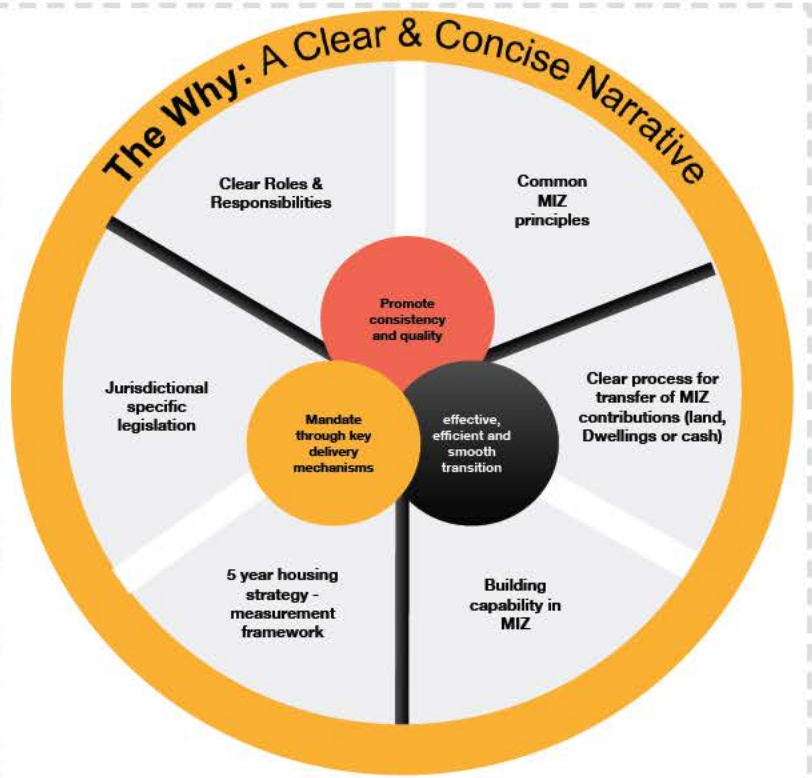 The Why: A Clear & Concise Narrative
Clear Roles &
Responsibilities
Common
MIZ
principles
Promote
consistency
and quality
Jurisdictional
specific
legislation
Mandate
through key
delivery
mechanisms
effective,
efficient and
smooth
transition
Clear process for
transfer of MIZ
contributions (land,
Dwellings or cash)
5 year housing
strategy -
measurement
framework
Building
capability in
MIZ